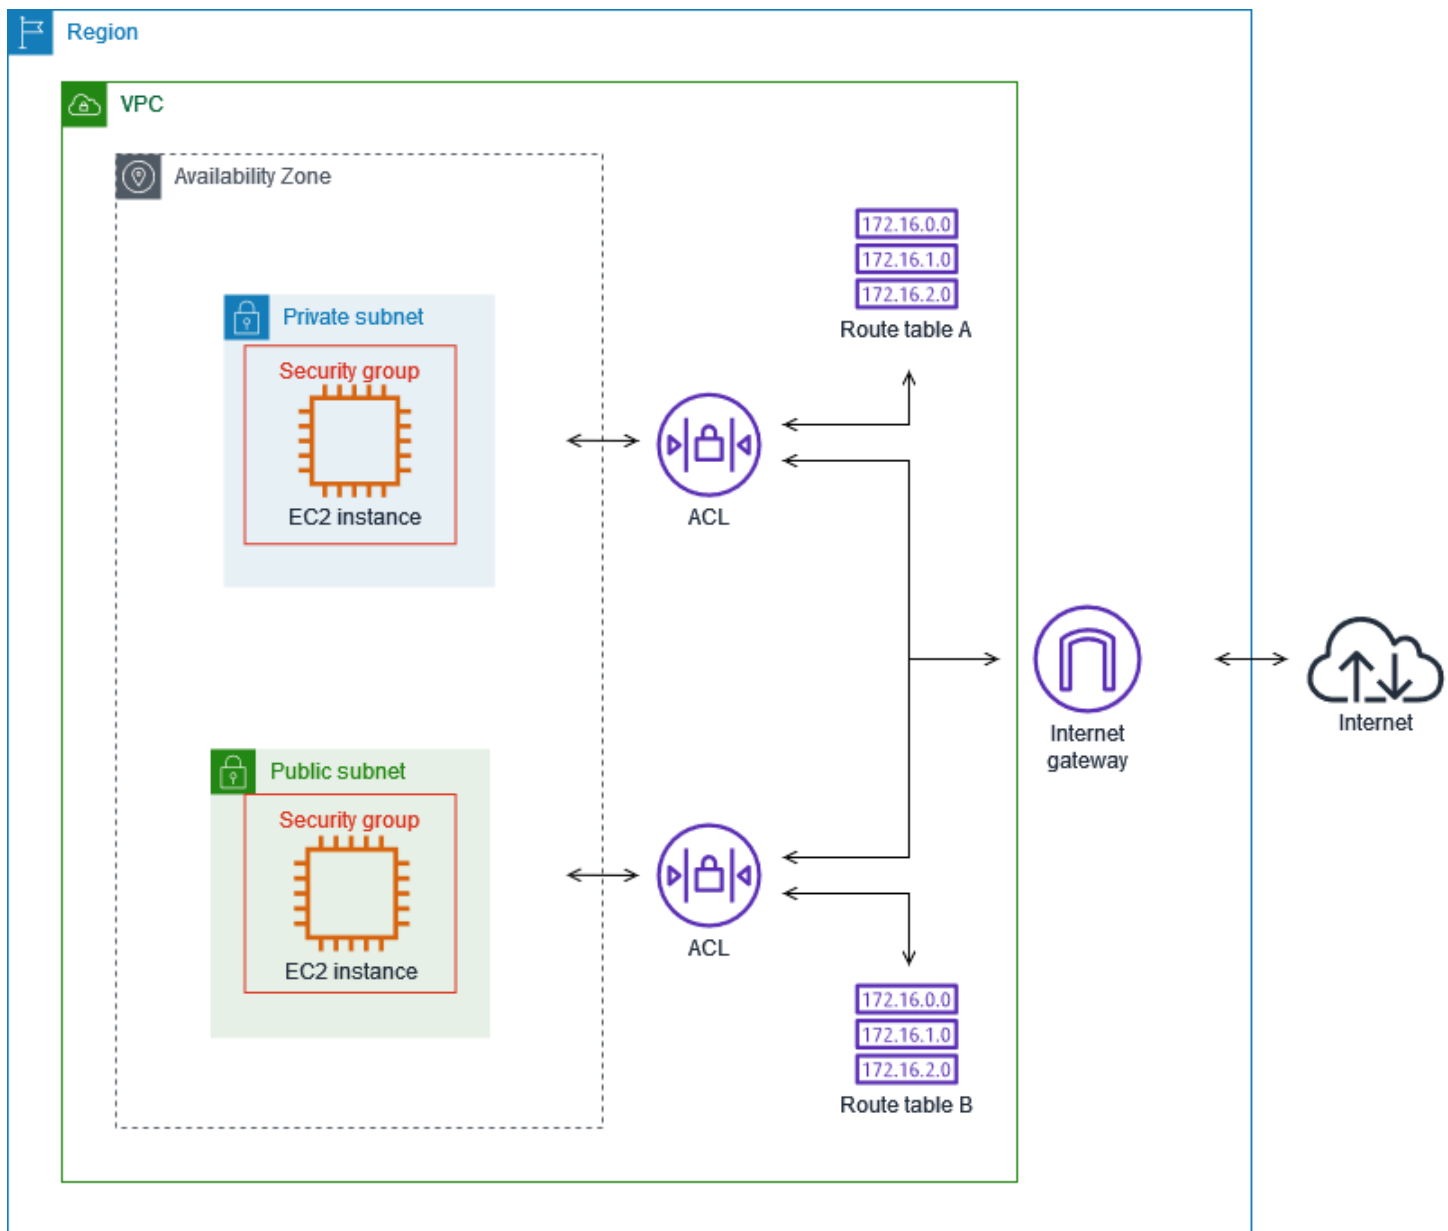 Region
VPC
Availability Zone
172.16.0.0
172.16.1.0
172.16.2.0
Route table A
Private subnet
Security group
EC2 instance
ACL
Internet
gateway
Internet
Public subnet
Security group
EC2 instance
ACL
172.16.0.0
172.16.1.0
172.16.2.0
Route table B